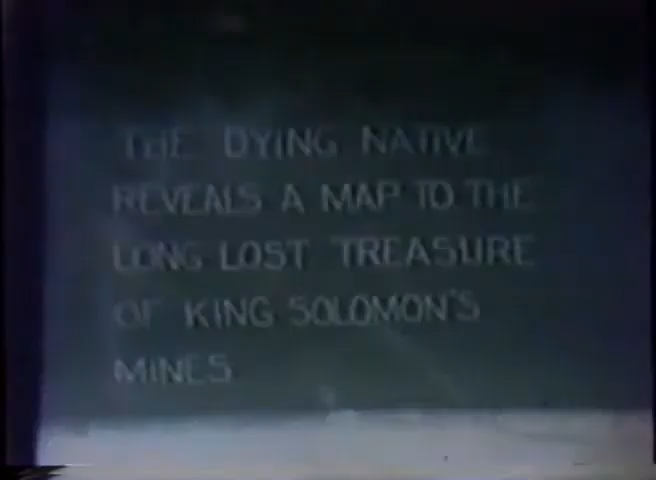 THE DYING NATIVE
REVEALS A MAP TO THE
LONG LOST TREASURE
OF KING SOLOMON'S
MINES